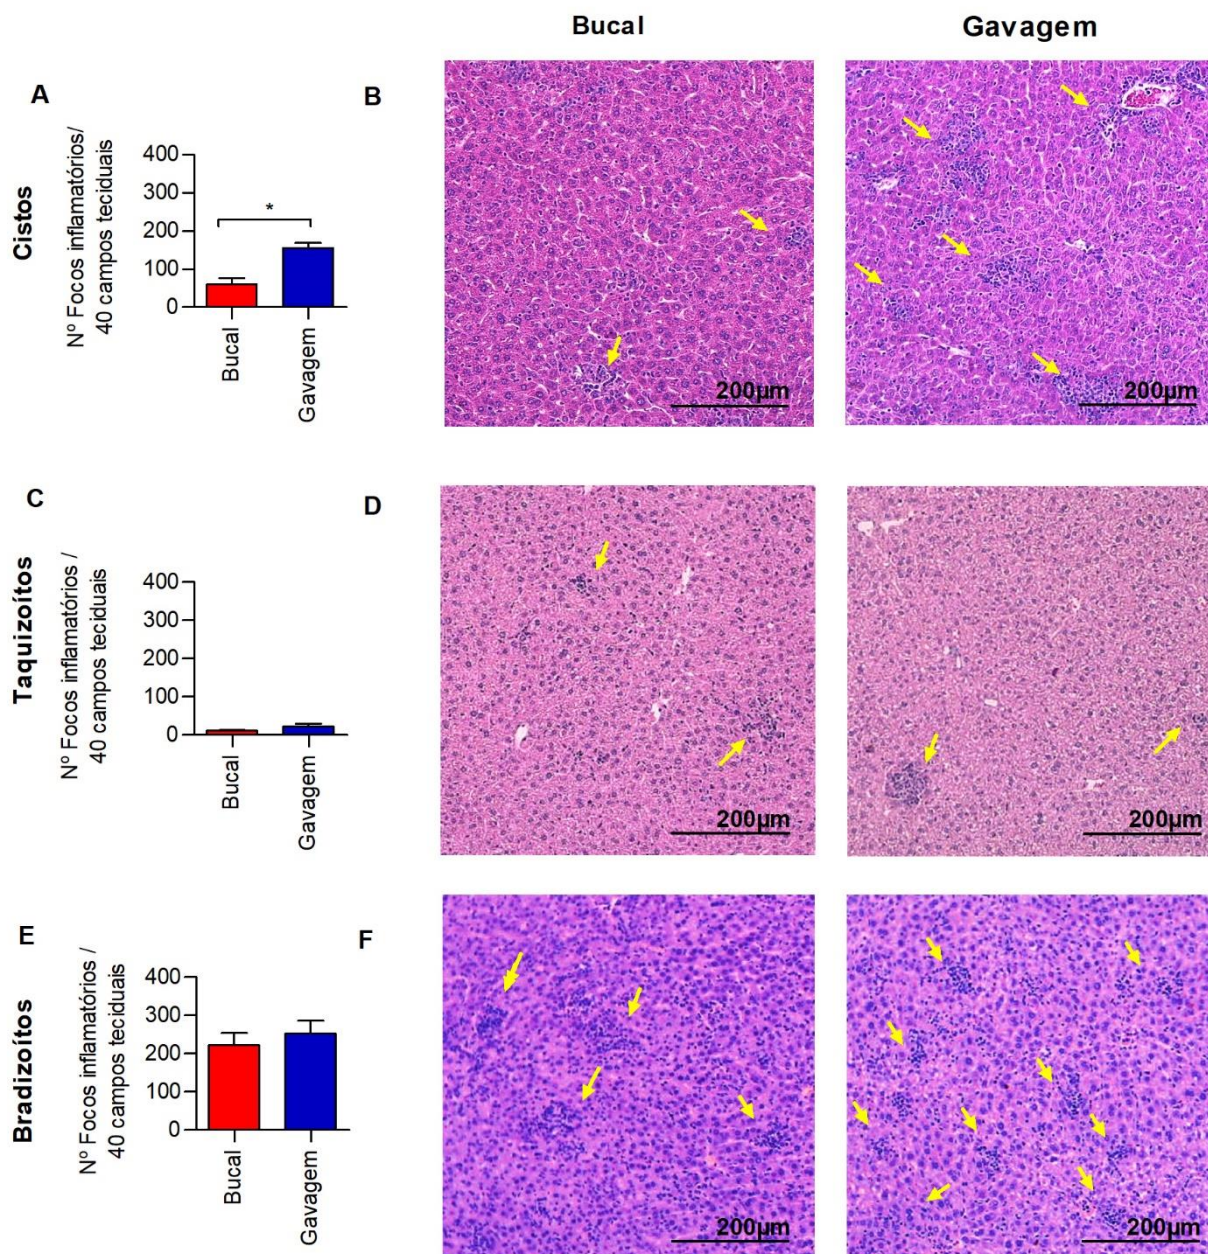 Bucal
Gavagem
A
B
Cistos
Nº Focos inflamatórios/
40 campos teciduais
400
300
200
100
0
*
Bucal
Gavagem
200µm
200µm
C
D
Taquizoítos
Nº Focos inflamatórios /
40 campos teciduais
400
300
200
100
0
Bucal
Gavagem
200µm
200µm
E
F
Bradizoítos
Nº Focos inflamatórios /
40 campos teciduais
400
300
200
100
0
Bucal
Gavagem
200µm
200µm